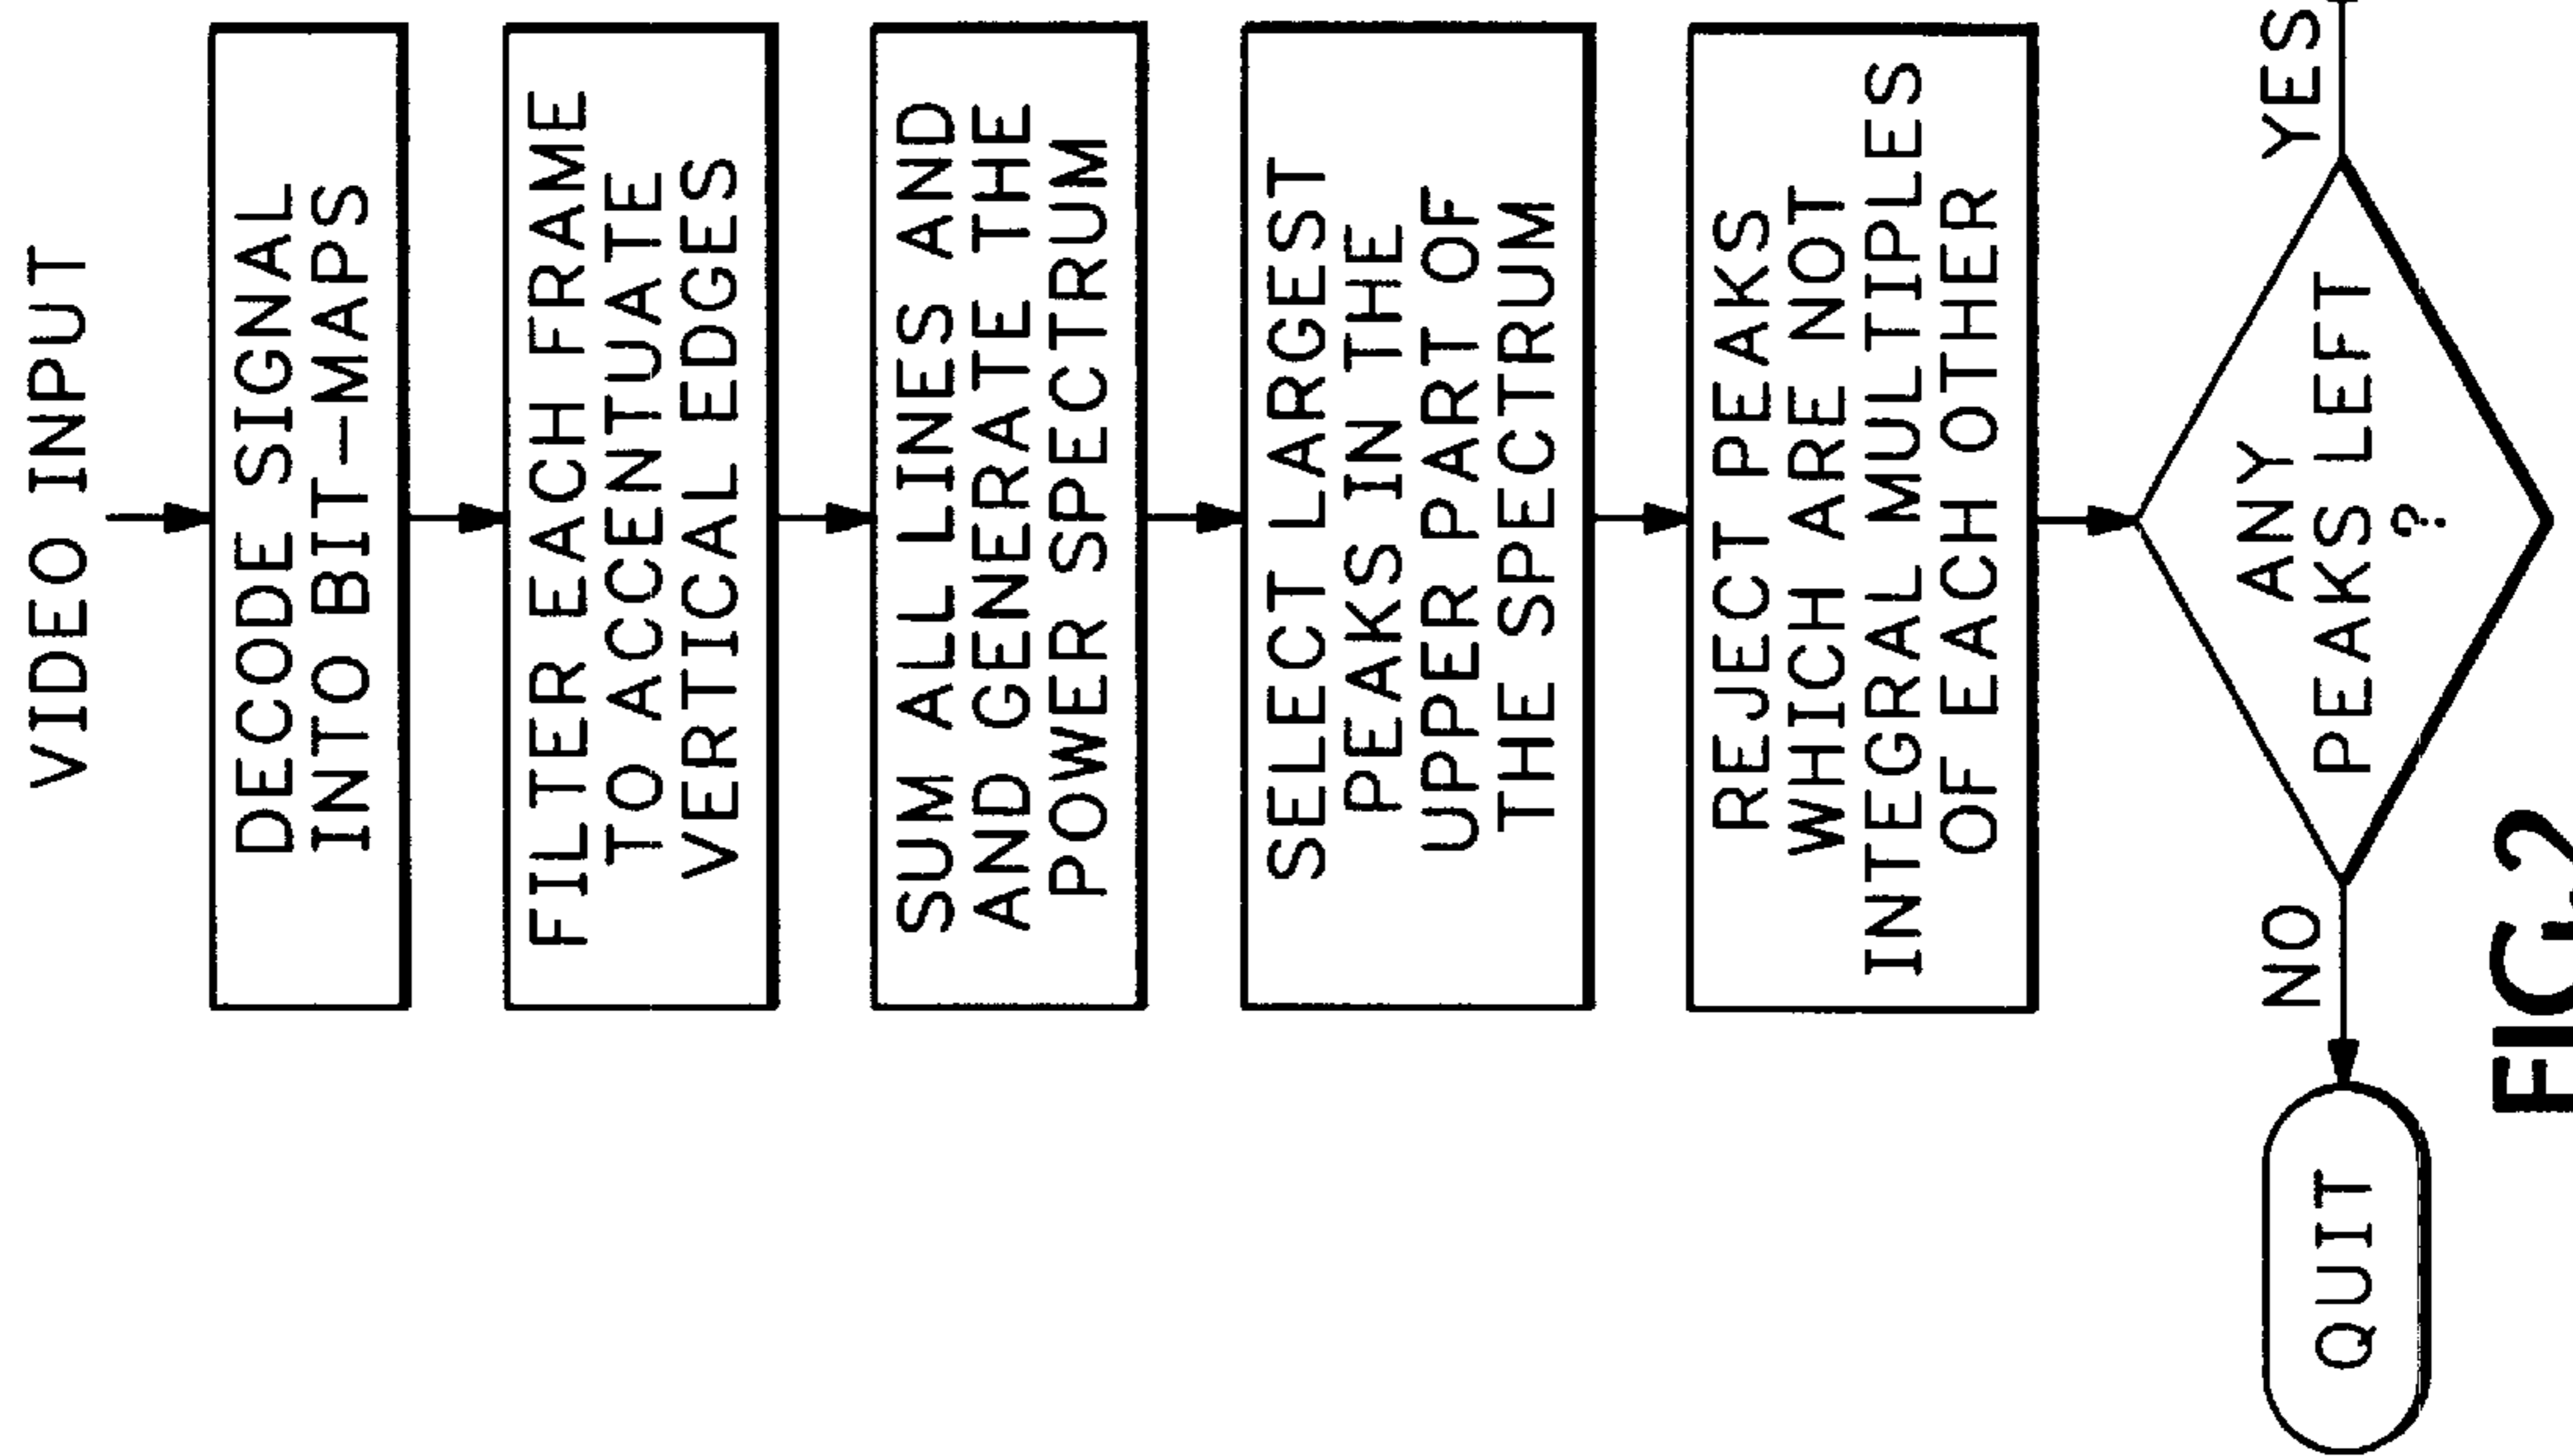 VIDEO INPUT
DECODE SIGNAL
INTO BIT-MAPS
FILTER EACH FRAME
TO ACCENTUATE
VERTICAL EDGES
SUM ALL LINES AND
AND GENERATE THE
POWER SPECTRUM
SELECT LARGEST
PEAKS IN THE
UPPER PART OF
THE SPECTRUM
REJECT PEAKS
WHICH ARE NOT
INTEGRAL MULTIPLES
OF EACH OTHER
ANY
PEAKS LEFT
?
NO
YES
QUIT
FIG.2